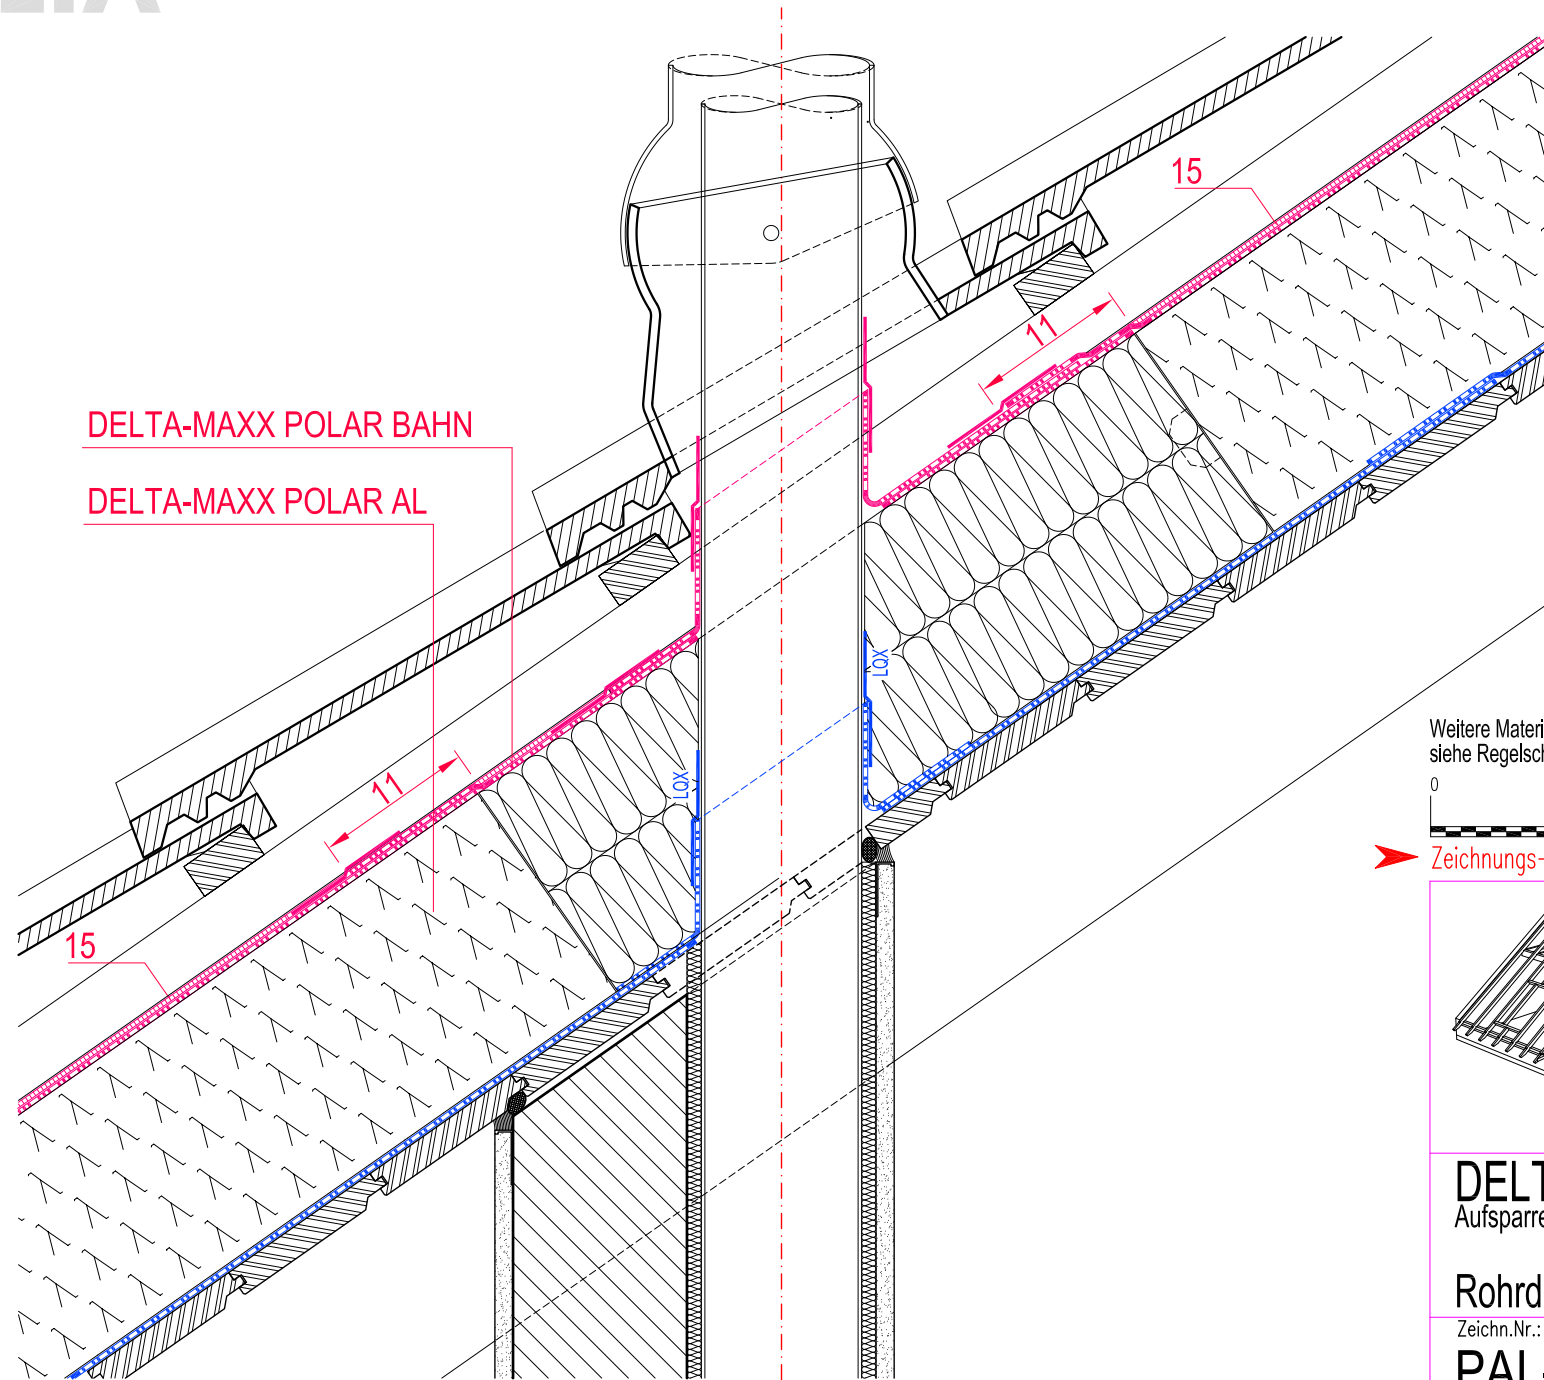 15
11
DELTA-MAXX POLAR BAHN
DELTA-MAXX POLAR AL
LQX
LQX
11
15
Weitere Materi
siehe Regelsch
0
Zeichnungs-
DELT
Aufsparre
Rohrd
Zeichn.Nr.:
PAL-